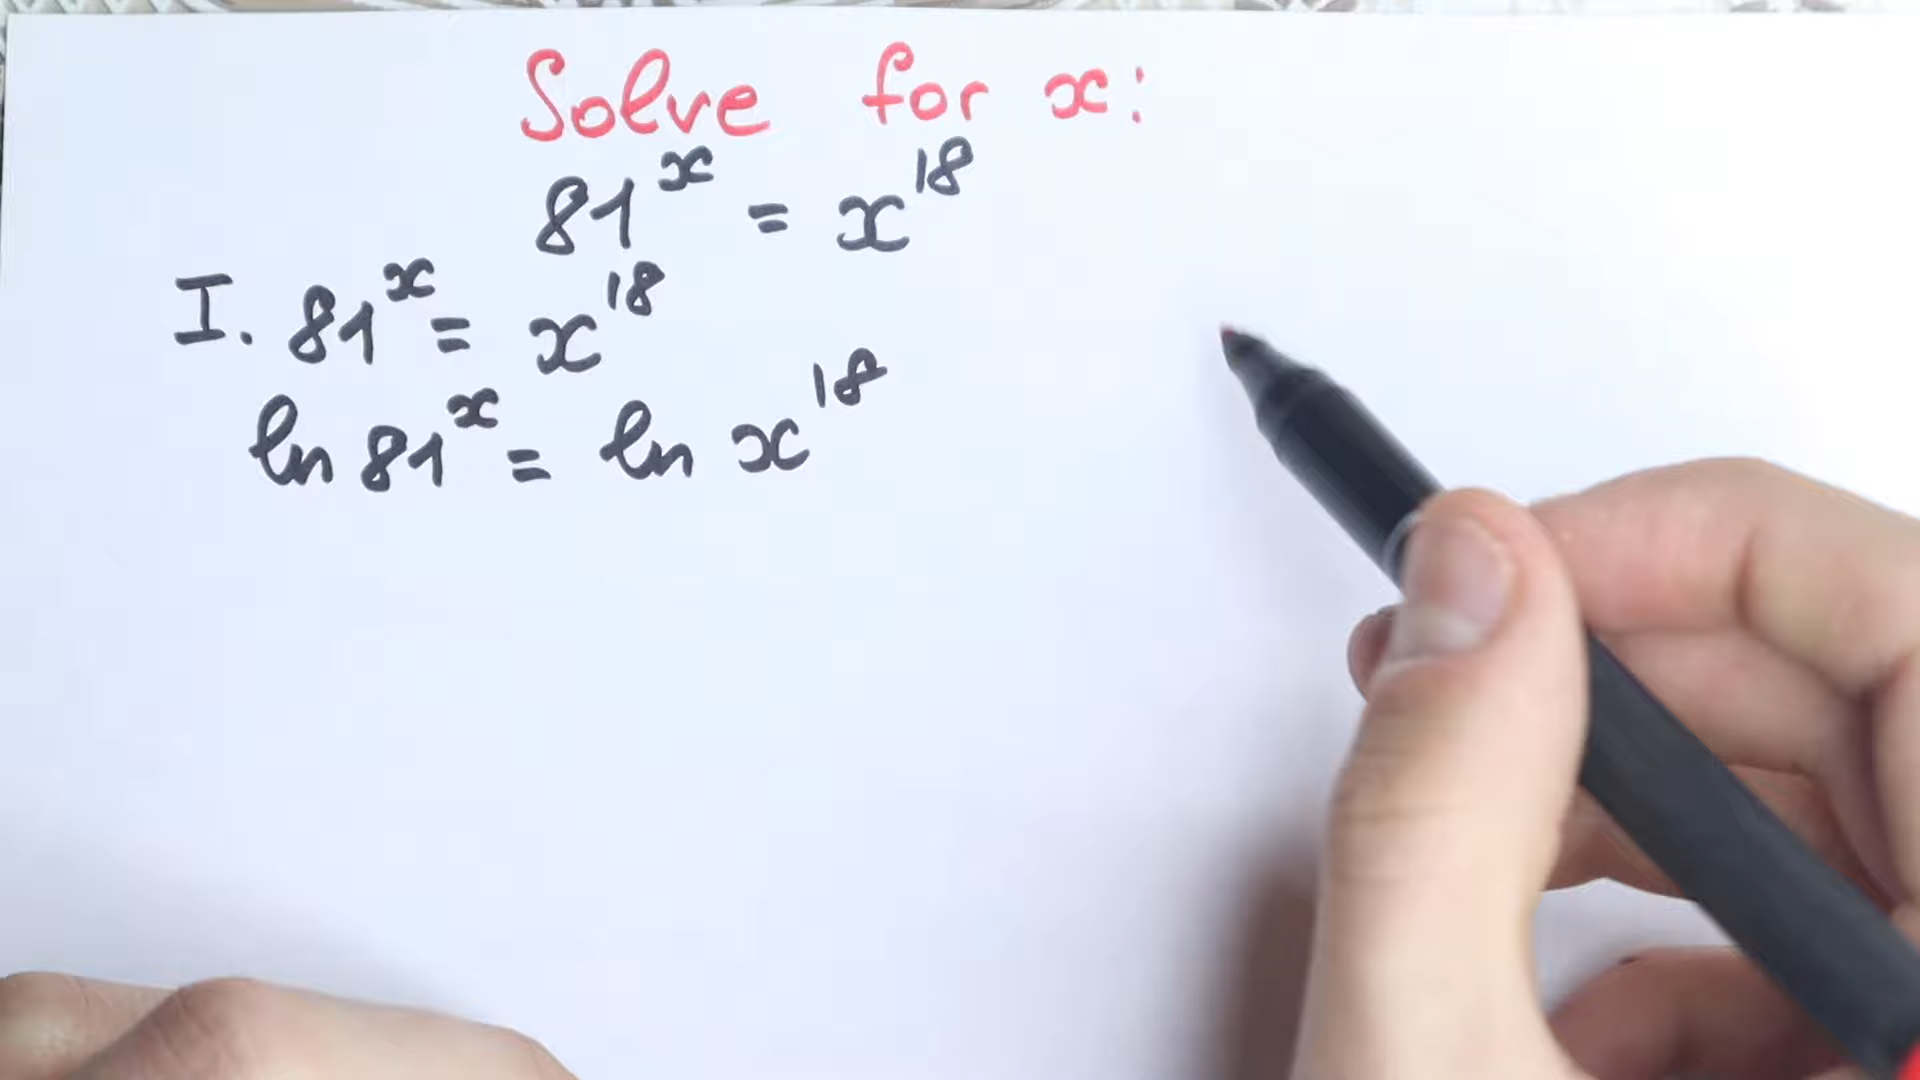 Solve for x:
81^x = x^18
I. 81^x = x^18
ln 81^x = ln x^18